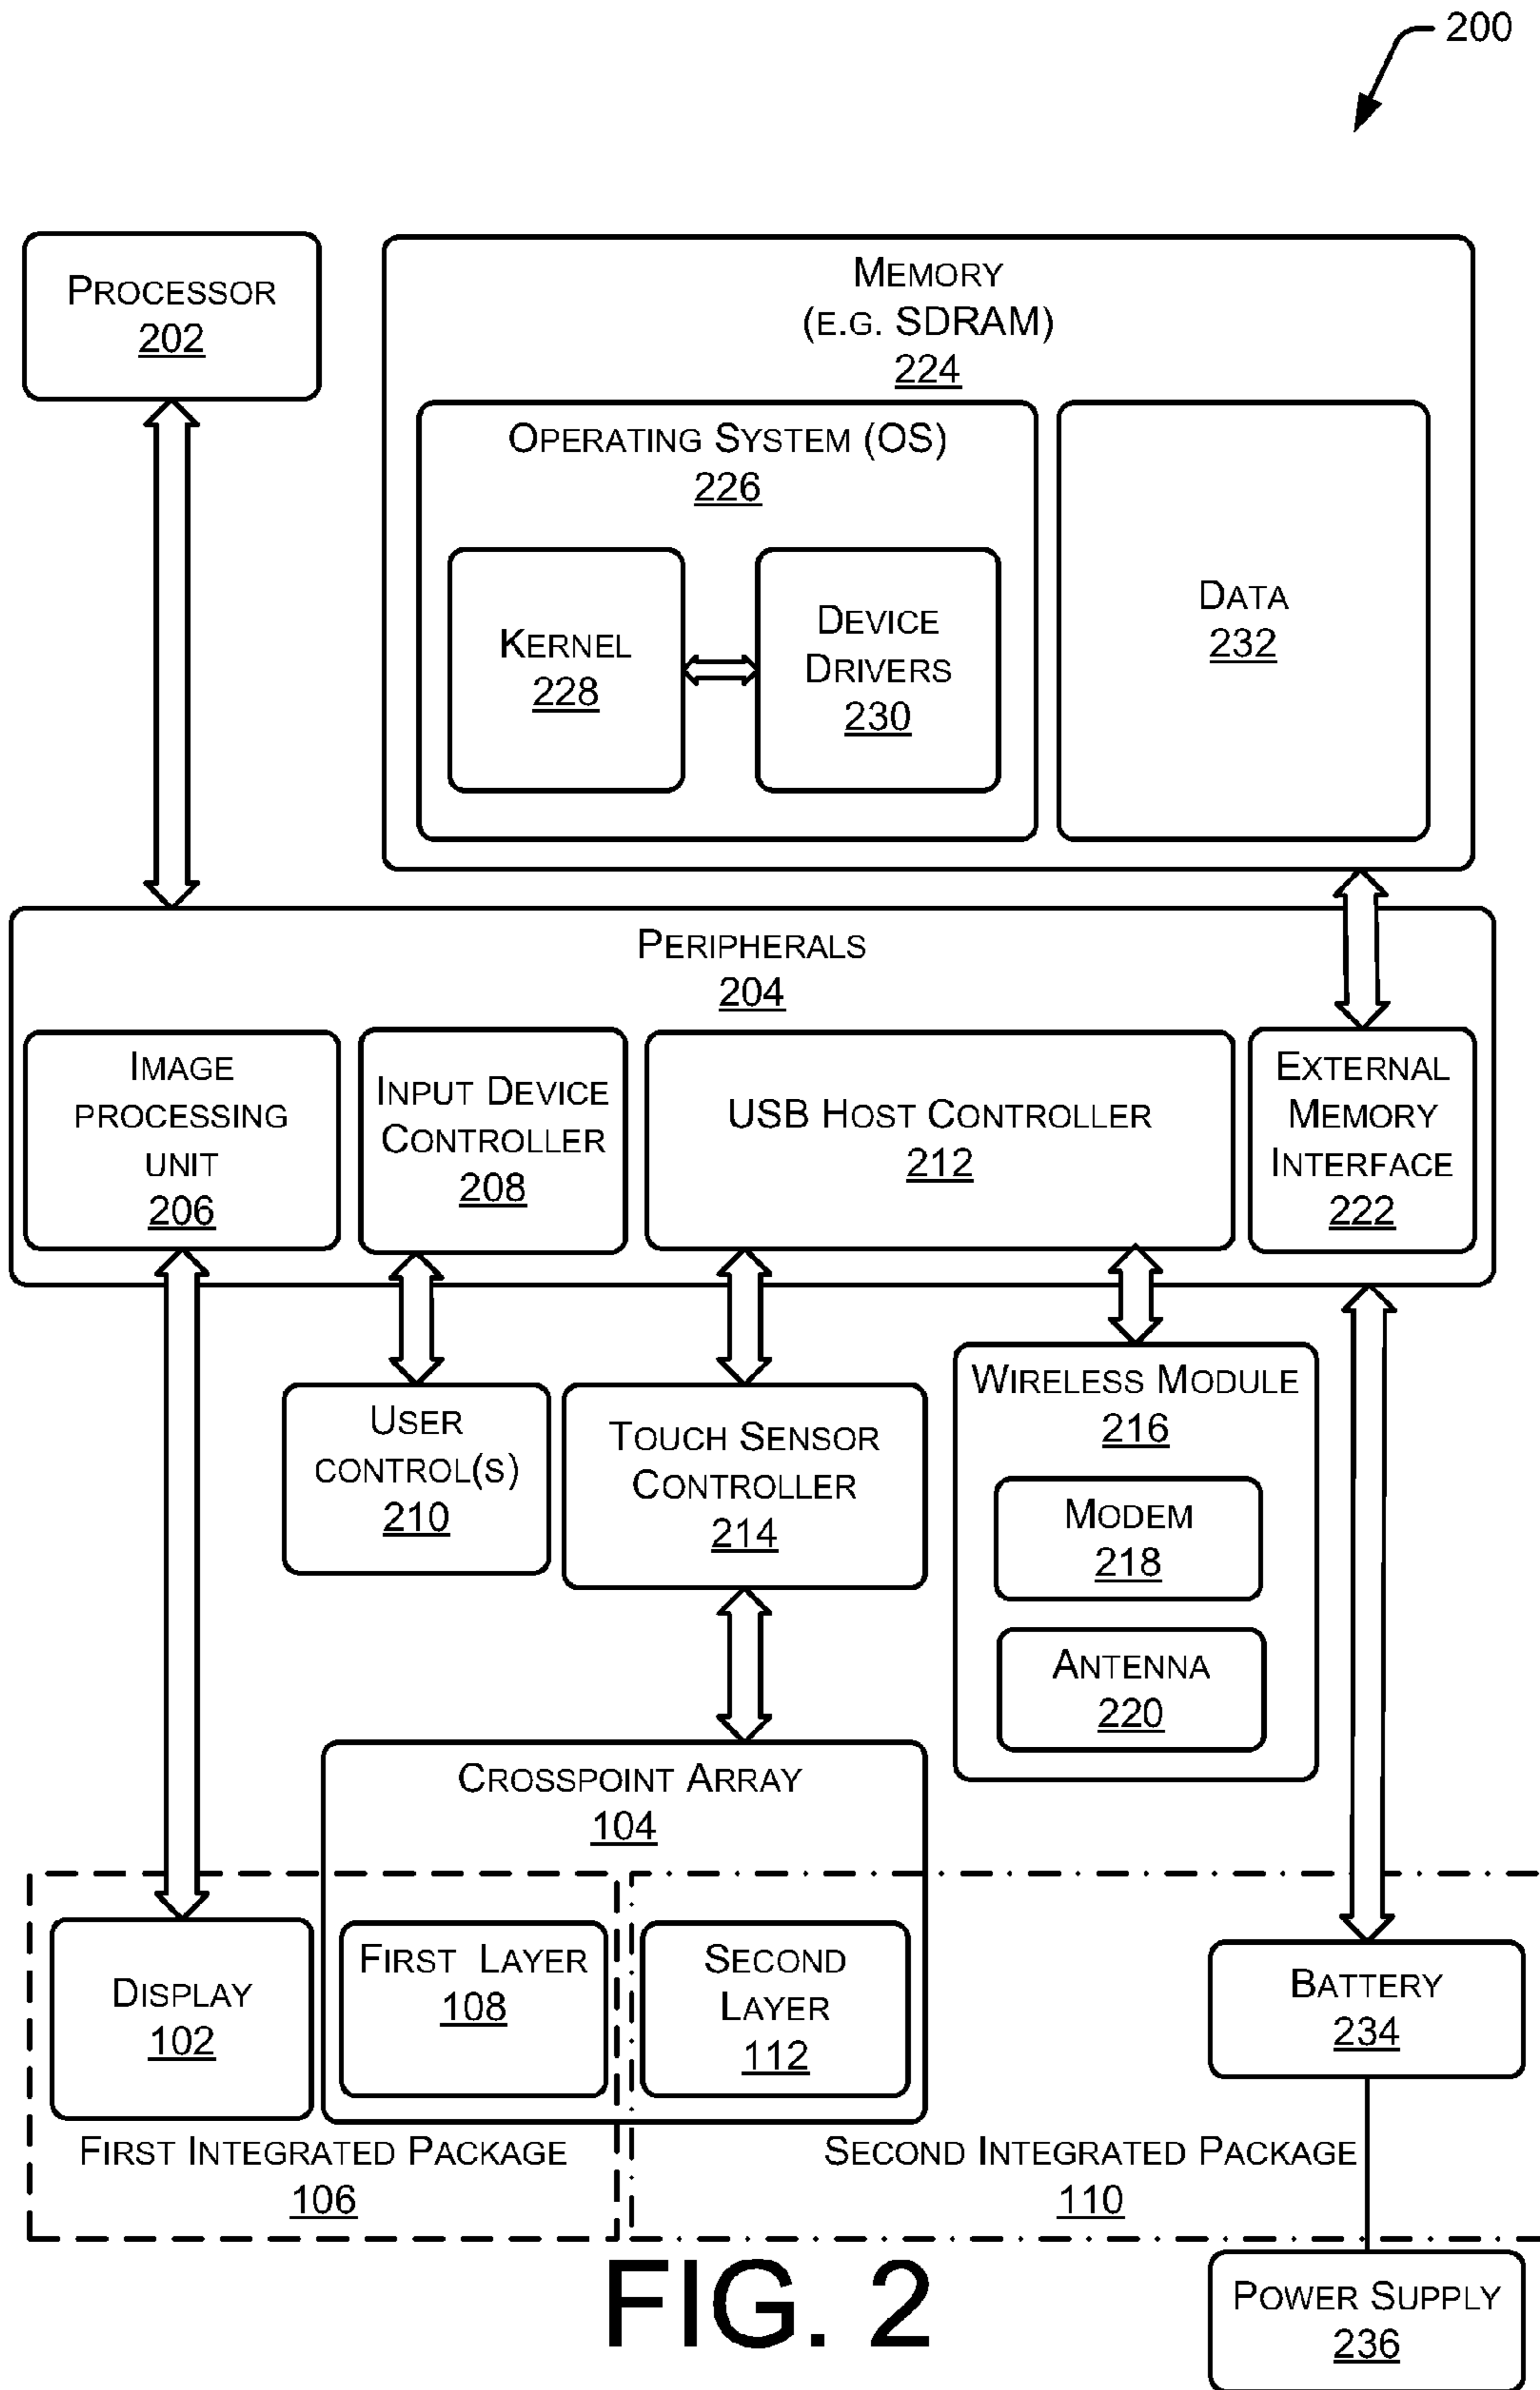 200
PROCESSOR
202
MEMORY
(E.G. SDRAM)
224
OPERATING SYSTEM (OS)
226
KERNEL
228
DEVICE
DRIVERS
230
DATA
232
PERIPHERALS
204
IMAGE
PROCESSING
UNIT
206
INPUT DEVICE
CONTROLLER
208
USB HOST CONTROLLER
212
EXTERNAL
MEMORY
INTERFACE
222
USER
CONTROL(S)
210
TOUCH SENSOR
CONTROLLER
214
WIRELESS MODULE
216
MODEM
218
ANTENNA
220
CROSSPOINT ARRAY
104
DISPLAY
102
FIRST LAYER
108
SECOND
LAYER
112
BATTERY
234
FIRST INTEGRATED PACKAGE
106
SECOND INTEGRATED PACKAGE
110
POWER SUPPLY
236
FIG. 2